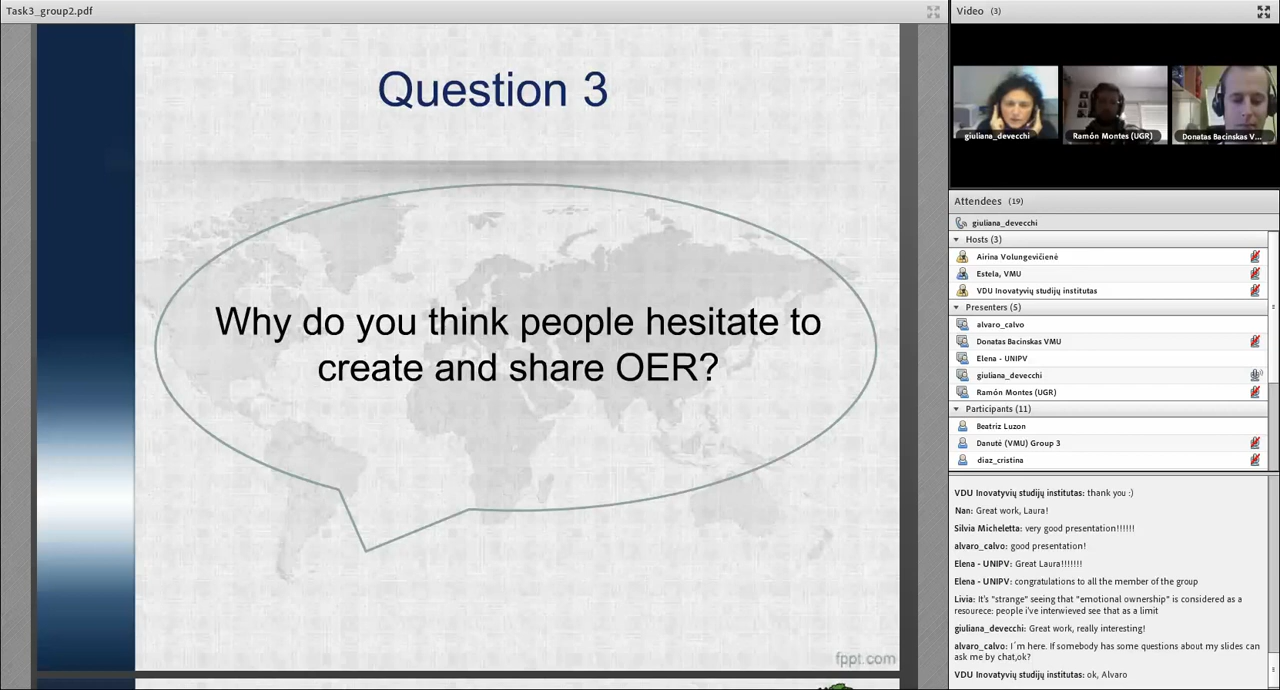 Task3_group2.pdf
Question 3
Why do you think people hesitate to
create and share OER?
fppt.com
Video (3)
giuliana_devecchi
Ramón Montes (UGR)
Donatas Bacinskas V...
Attendees (19)
giuliana_devecchi
Hosts (3)
Airina Volungevičienė
Estela, VMU
VDU Inovatyvių studijų institutas
Presenters (5)
alvaro_calvo
Donatas Bacinskas VMU
Elena - UNIPV
giuliana_devecchi
Ramón Montes (UGR)
Participants (11)
Beatriz Luzon
Danutė (VMU) Group 3
diaz_cristina
VDU Inovatyvių studijų institutas: thank you :)
Nan: Great work, Laura!
Silvia Micheletta: very good presentation!!!!!!
alvaro_calvo: good presentation!
Elena - UNIPV: Great Laura!!!!!!!
Elena - UNIPV: congratulations to all the member of the group
Livia: It's "strange" seeing that "emotional ownership" is considered as a
resourece: people i've interwieved see that as a limit
giuliana_devecchi: Great work, really interesting!
alvaro_calvo: I´m here. If somebody has some questions about my slides can
ask me by chat,ok?
VDU Inovatyvių studijų institutas: ok, Alvaro